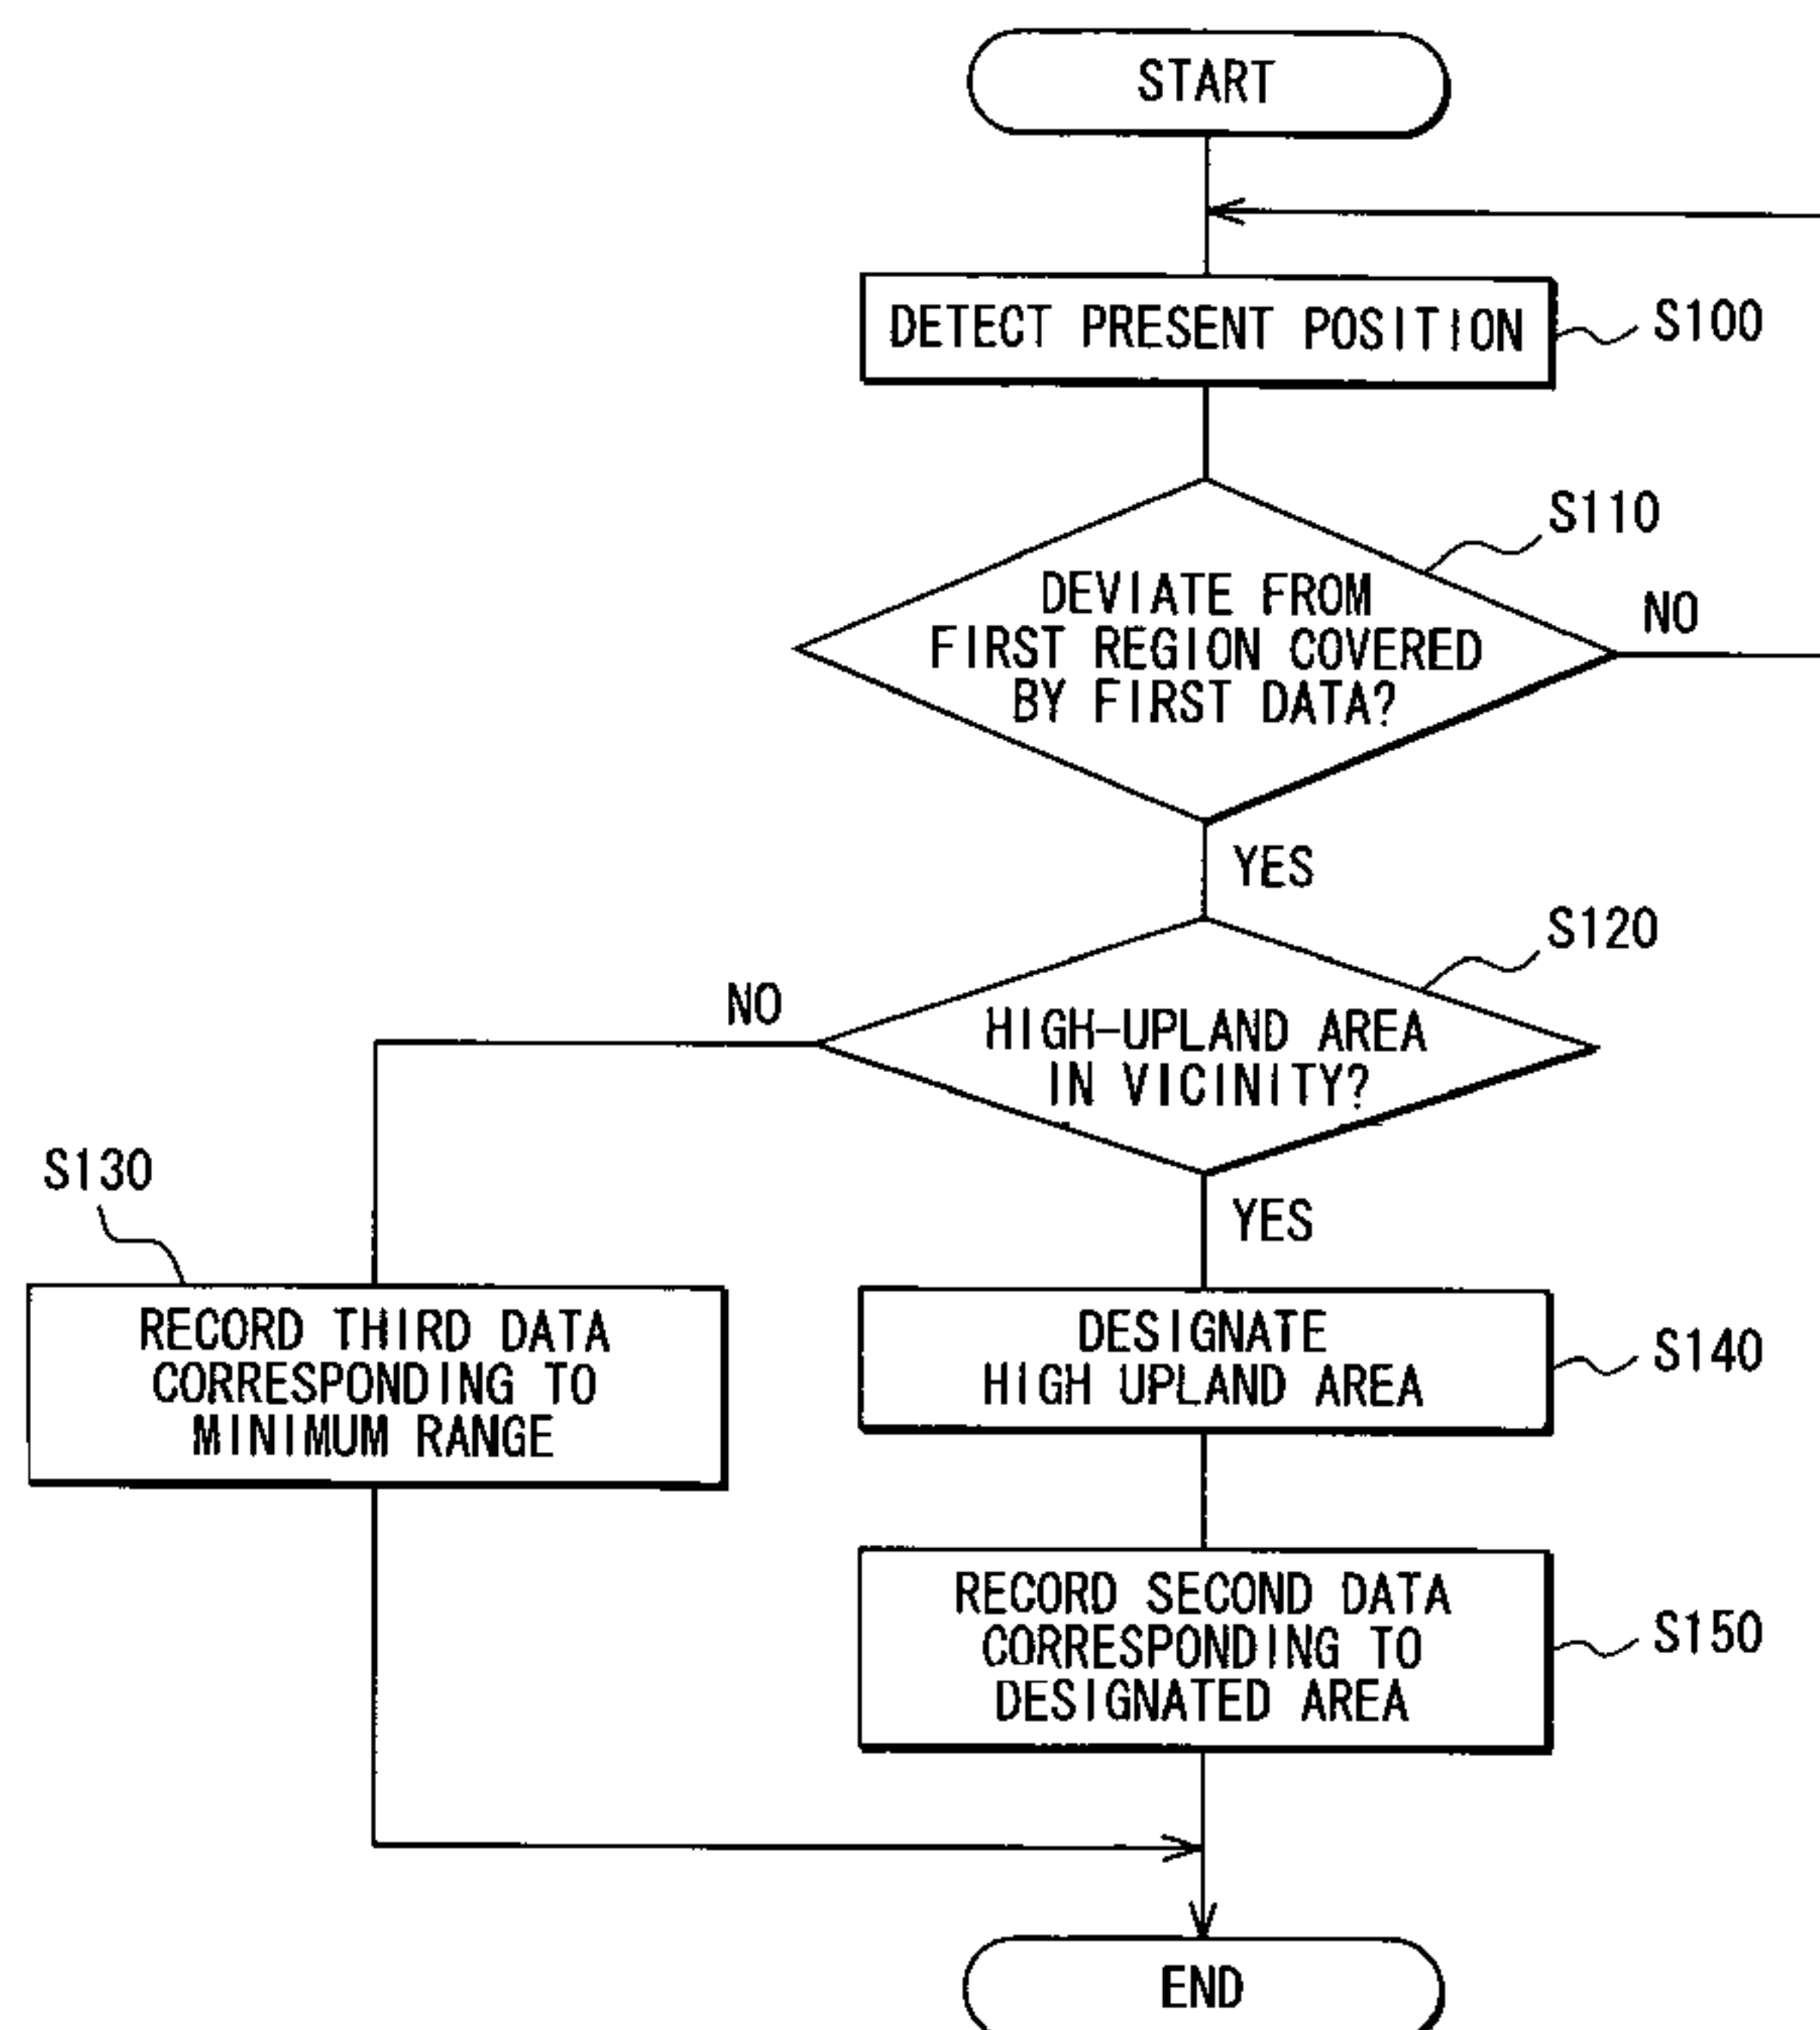 START
DETECT PRESENT POSITION
S100
S110
DEVIATE FROM
FIRST REGION COVERED
BY FIRST DATA?
NO
YES
S120
NO
HIGH-UPLAND AREA
IN VICINITY?
YES
S130
RECORD THIRD DATA
CORRESPONDING TO
MINIMUM RANGE
DESIGNATE
HIGH UPLAND AREA
S140
RECORD SECOND DATA
CORRESPONDING TO
DESIGNATED AREA
S150
END